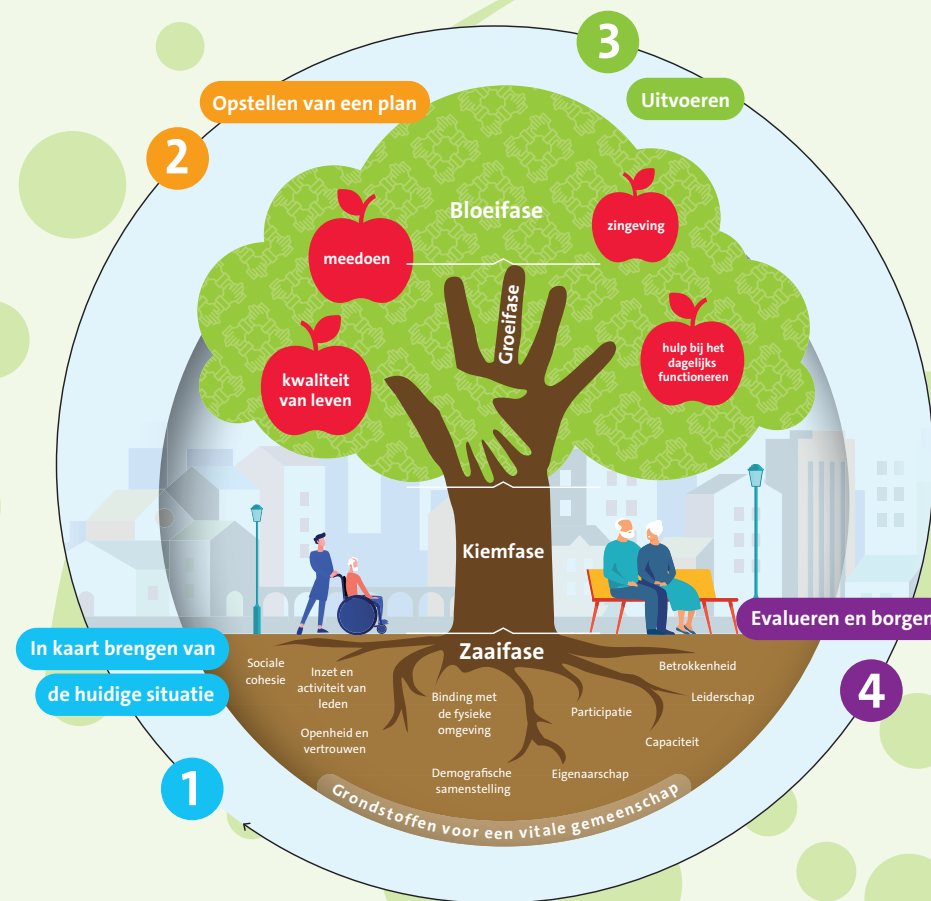 3
Opstellen van een plan
Uitvoeren
2
Bloeifase
zingeving
meedoen
Groeifase
hulp bij het
dagelijks
functioneren
kwaliteit
van leven
Kiemfase
Evalueren en borgen
In kaart brengen van
de huidige situatie
Zaaifase
Sociale
cohesie
Inzet en
activiteit van
leden
Openheid en
vertrouwen
Binding met
de fysieke
omgeving
Demografische
samenstelling
Participatie
Eigenaarschap
Betrokkenheid
Leiderschap
Capaciteit
4
1
Grondstoffen voor een vitale gemeenschap